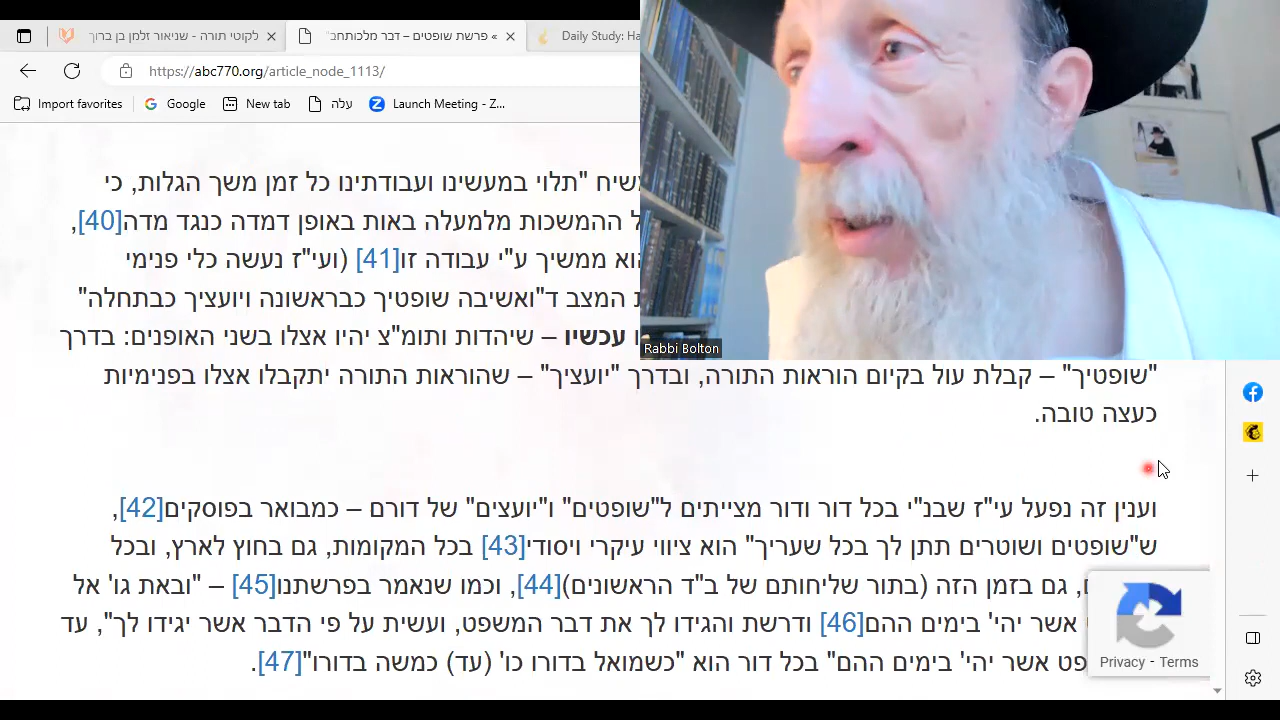 לקוטי תורה - שניאור זלמן בן ברוך
» פרשת שופטים – דבר מלכותחב"
Daily Study: Ha
https://abc770.org/article_node_1113/
Import favorites
Google
New tab
עלה
Launch Meeting - Z...
"תלוי במעשינו ועבודתינו כל זמן משך הגלות, כי
ההמשכות מלמעלה באות באופן דמדה כנגד מדה[40],
הוא ממשיך ע"י עבודה זו[41] (ועי"ז נעשה כלי פנימי
המצב ד"ואשיבה שופטיך כבראשונה ויועציך כבתחלה"
עכשיו – שיהדות ותומ"צ יהיו אצלו בשני האופנים: בדרך
"שופטיך" – קבלת עול בקיום הוראות התורה, ובדרך "יועציך" – שהוראות התורה יתקבלו אצלו בפנימיות
כעצה טובה.
וענין זה נפעל עי"ז שבנ"י בכל דור ודור מצייתים ל"שופטים" ו"יועצים" של דורם – כמבואר בפוסקים[42],
ש"שופטים ושוטרים תתן לך בכל שעריך" הוא ציווי עיקרי ויסודי[43] בכל המקומות, גם בחוץ לארץ, ובכל
גם בזמן הזה (בתור שליחותם של ב"ד הראשונים)[44], וכמו שנאמר בפרשתנו[45] – "ובאת גו' אל
אשר יהי' בימים ההם[46] ודרשת והגידו לך את דבר המשפט, ועשית על פי הדבר אשר יגידו לך", עד
אשר יהי' בימים ההם" בכל דור הוא "כשמואל בדורו כו' (עד) כמשה בדורו"[47].
Rabbi Bolton
Privacy - Terms